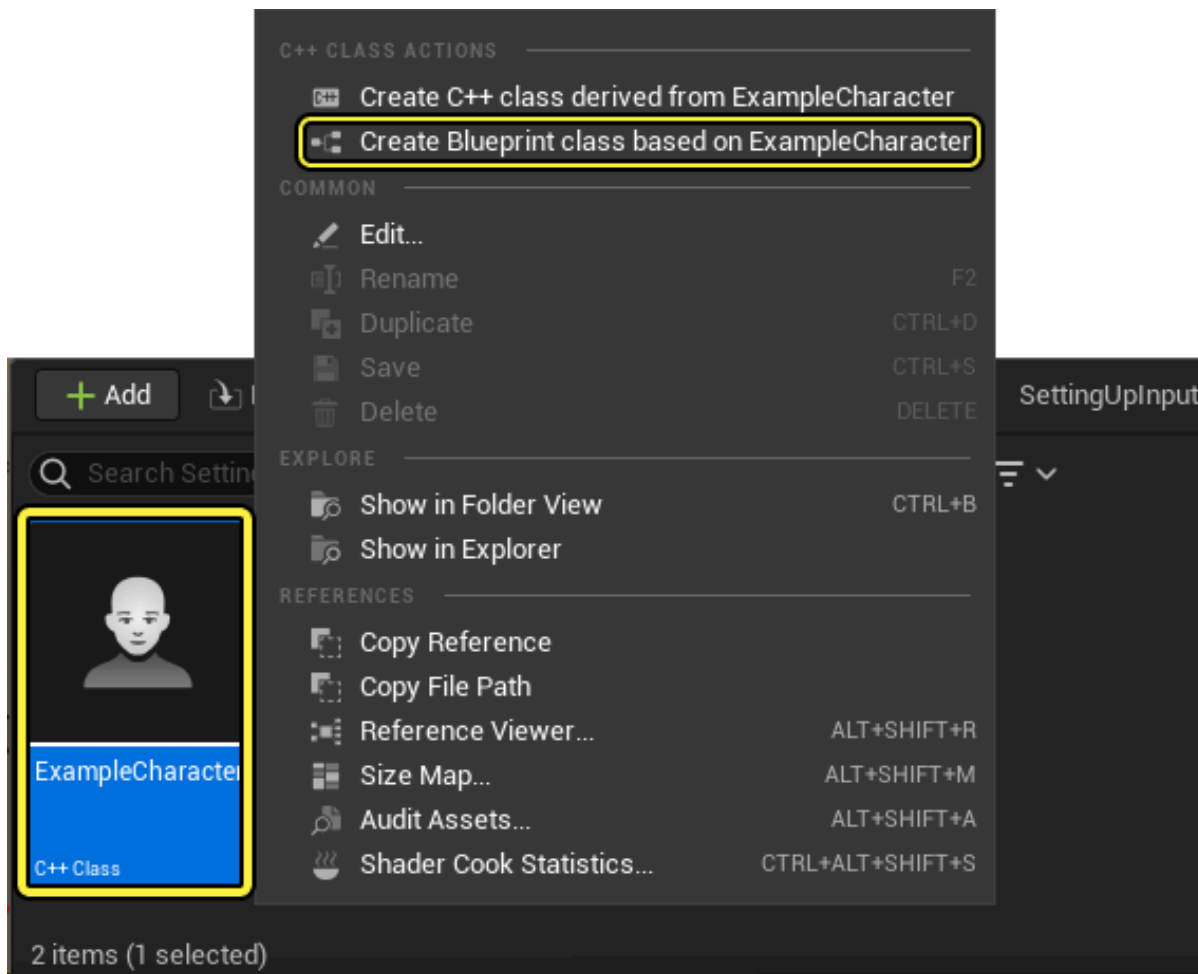 C++ CLASS ACTIONS
Create C++ class derived from ExampleCharacter
Create Blueprint class based on ExampleCharacter
COMMON
Edit...
Rename F2
Duplicate CTRL+D
Save CTRL+S
Delete DELETE
EXPLORE
Show in Folder View CTRL+B
Show in Explorer
REFERENCES
Copy Reference
Copy File Path
Reference Viewer... ALT+SHIFT+R
Size Map... ALT+SHIFT+M
Audit Assets... ALT+SHIFT+A
Shader Cook Statistics... CTRL+ALT+SHIFT+S
Add
SettingUpInput
Search Settin
ExampleCharacter
C++ Class
2 items (1 selected)